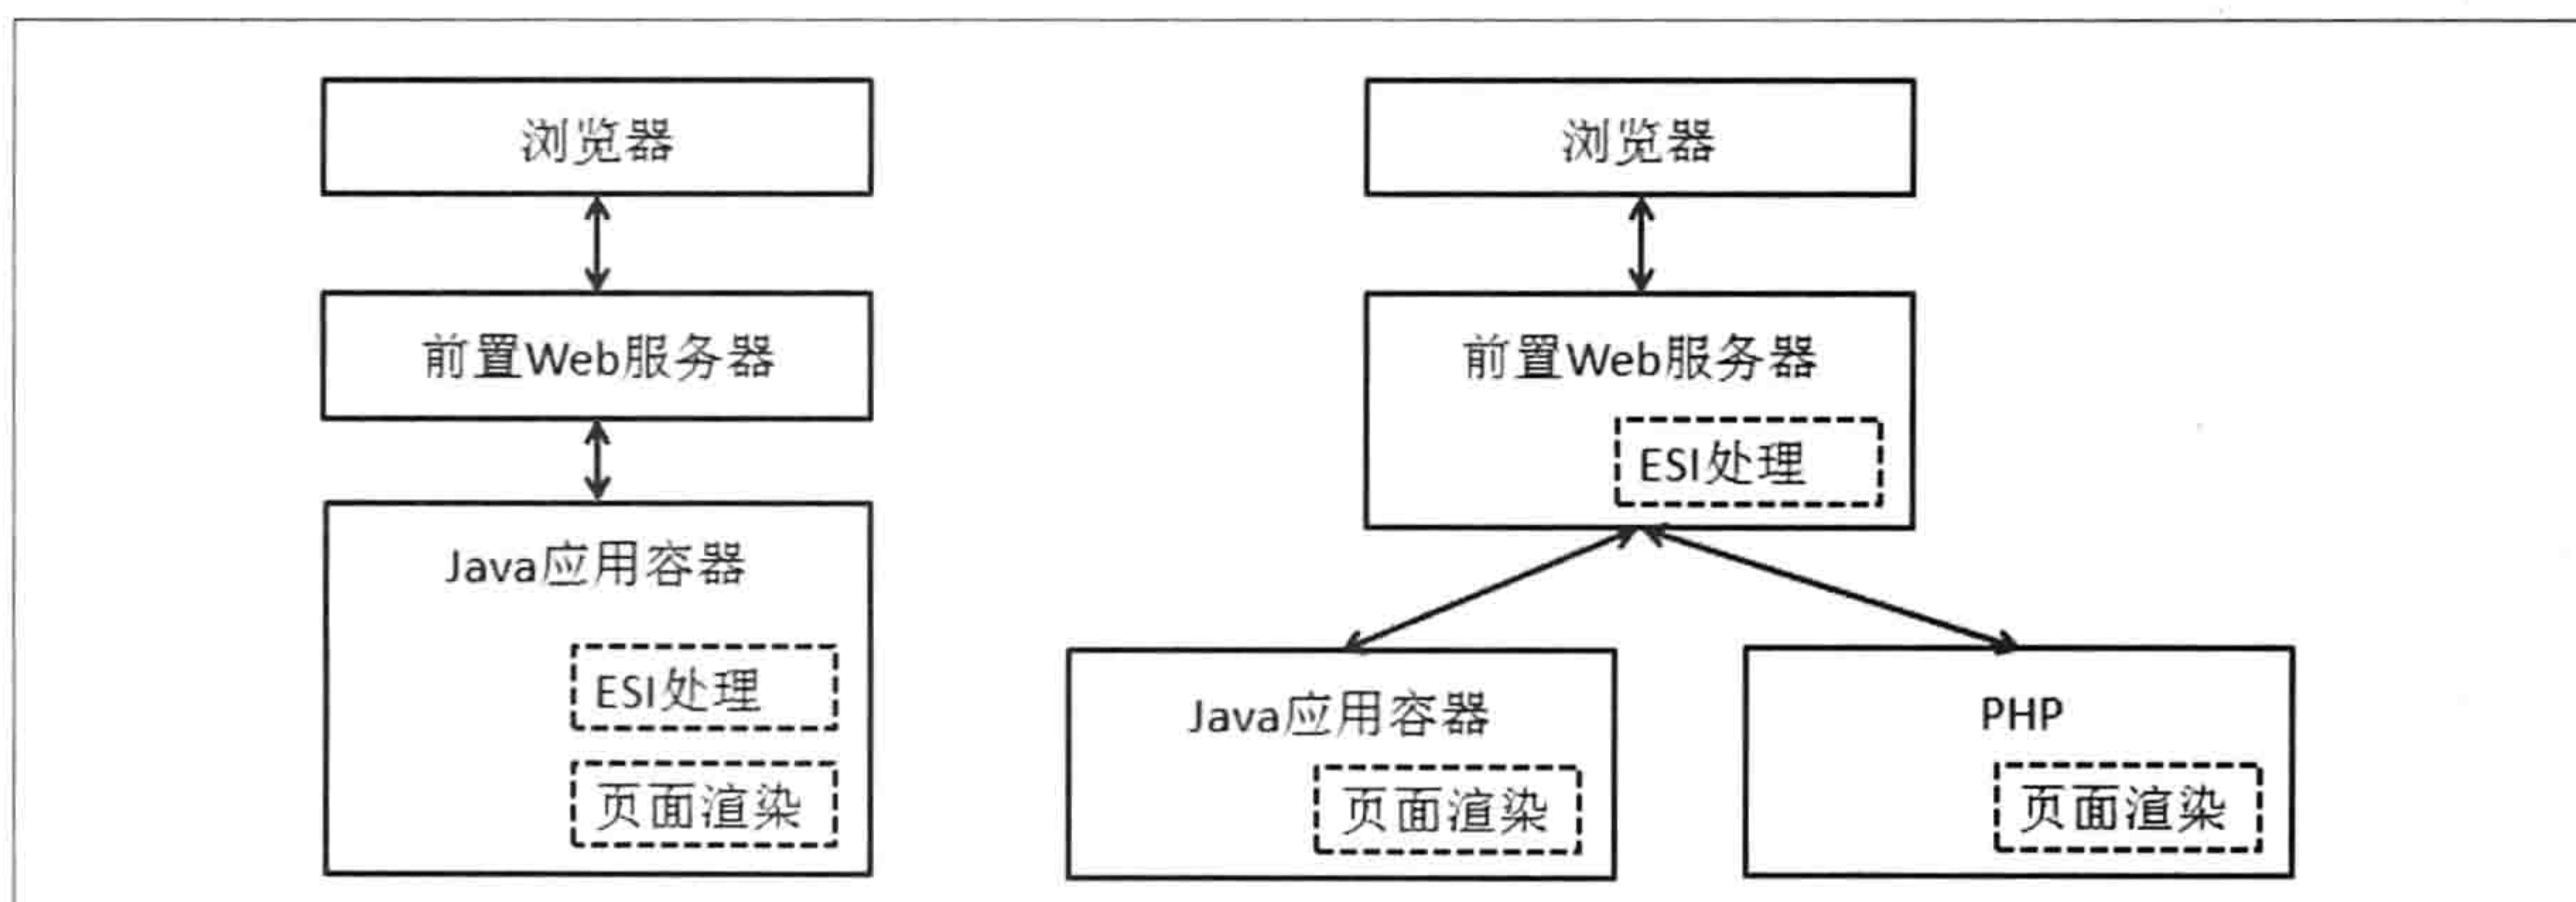 浏览器
前置Web服务器
Java应用容器
ESI处理
页面渲染
浏览器
前置Web服务器
ESI处理
Java应用容器
页面渲染
PHP
页面渲染